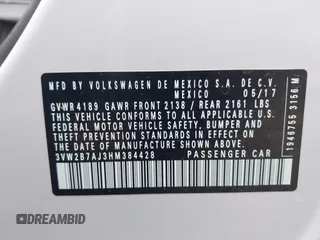 MFD BY VOLKSWAGEN DE MEXICO S.A. DE C.V.
05/17
GVWR 4189 GAWR FRONT 2138 / REAR 2161 LBS
THIS VEHICLE CONFORMS TO ALL APPLICABLE
U.S. FEDERAL MOTOR VEHICLE SAFETY, BUMPER, AND
THEFT PREVENTION STANDARDS IN EFFECT ON THE
DATE OF MANUFACTURE SHOWN ABOVE.
3VW2B7AJ3HM384428 PASSENGER CAR
1946755 3156 M
DREAMBID